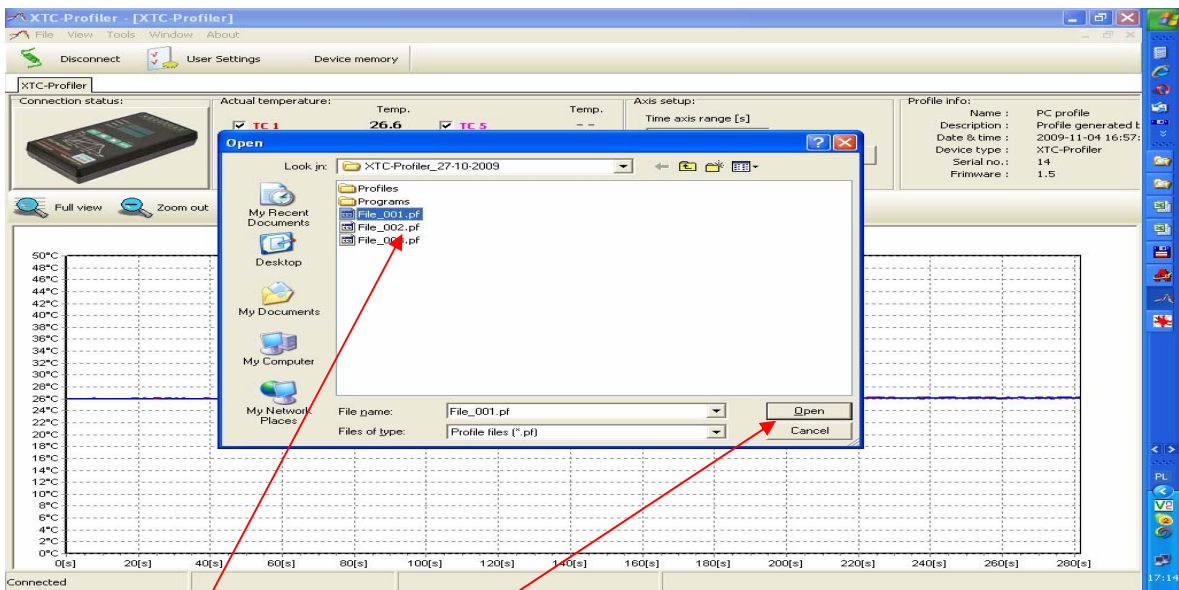 XTC-Profiler - [XTC-Profiler]
File View Tools Window About
Disconnect User Settings Device memory
XTC-Profiler
Connection status: Actual temperature: Axis setup: Profile info:
Temp. Temp.
TC 1 26.6 TC 5 - -
Time axis range [s]
Name : PC profile
Description : Profile generated
Date & time : 2009-11-04 16:57:
Device type : XTC-Profiler
Serial no.: 14
Frimware : 1.5
Full view Zoom out
Open
Look in: XTC-Profiler_27-10-2009
My Recent Documents
Desktop
My Documents
My Computer
My Network Places
Profiles
Programs
File_001.pf
File_002.pf
File name: File_001.pf Open
Files of type: Profile files (*.pf) Cancel
50°C
48°C
46°C
44°C
42°C
40°C
38°C
36°C
34°C
32°C
30°C
28°C
26°C
24°C
22°C
20°C
18°C
16°C
14°C
12°C
10°C
8°C
6°C
4°C
2°C
0°C
0[s] 20[s] 40[s] 60[s] 80[s] 100[s] 120[s] 140[s] 160[s] 180[s] 200[s] 220[s] 240[s] 260[s] 280[s]
Connected
PL
17:14